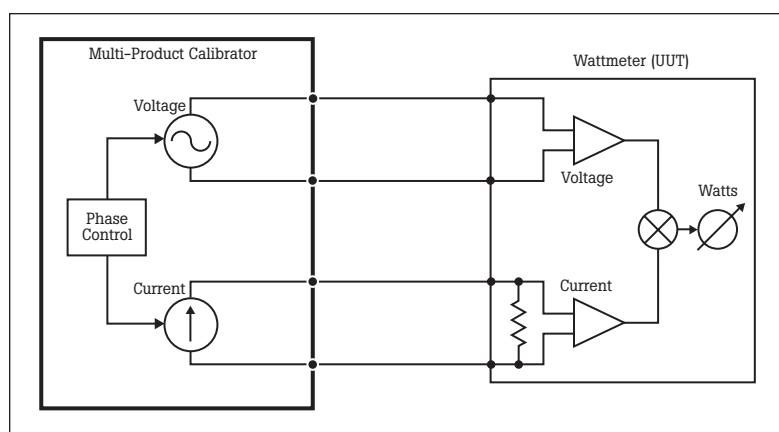 Multi-Product Calibrator
Wattmeter (UUT)
Voltage
Voltage
Watts
Phase
Control
Current
Current